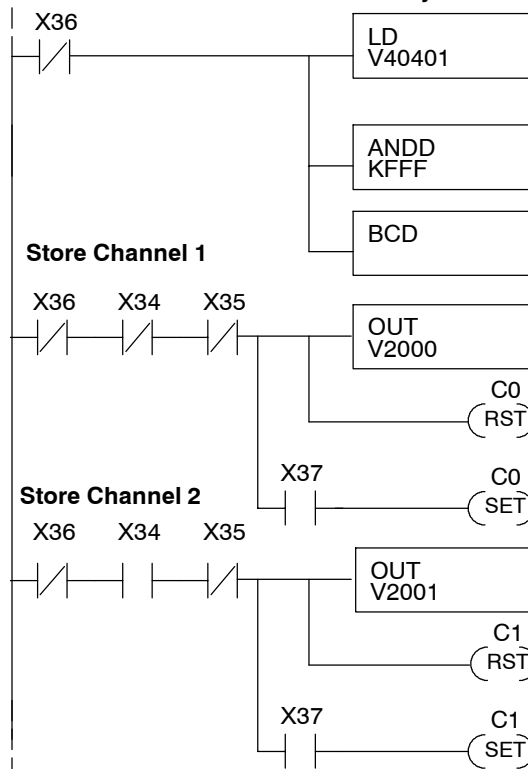 X36
LD
V40401
ANDD
KFFF
BCD
Store Channel 1
X36 X34 X35
OUT
V2000
C0
RST
X37
C0
SET
Store Channel 2
X36 X34 X35
OUT
V2001
C1
RST
X37
C1
SET